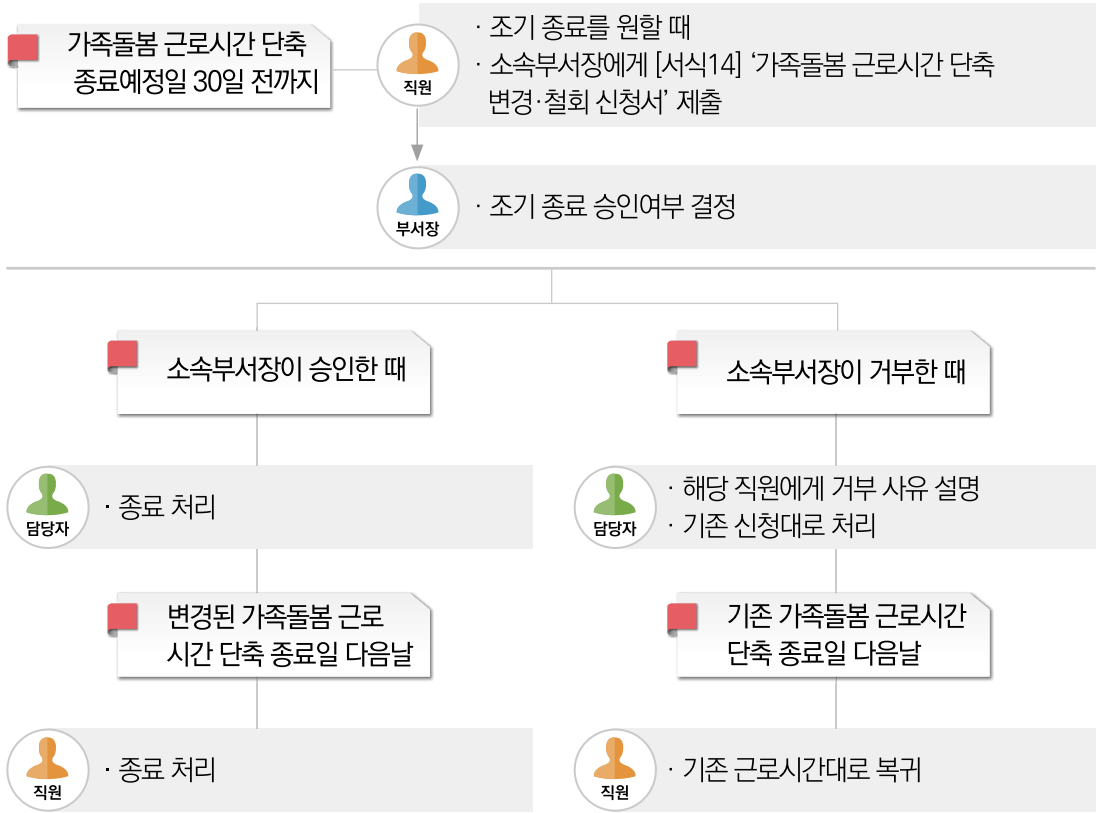 가족돌봄 근로시간 단축
종료예정일 30일 전까지
직원
· 조기 종료를 원할 때
· 소속부서장에게 [서식14] ‘가족돌봄 근로시간 단축
변경·철회 신청서’ 제출
부서장
· 조기 종료 승인여부 결정
소속부서장이 승인한 때
소속부서장이 거부한 때
담당자
· 종료 처리
담당자
· 해당 직원에게 거부 사유 설명
· 기존 신청대로 처리
변경된 가족돌봄 근로
시간 단축 종료일 다음날
기존 가족돌봄 근로시간
단축 종료일 다음날
직원
· 종료 처리
직원
· 기존 근로시간대로 복귀